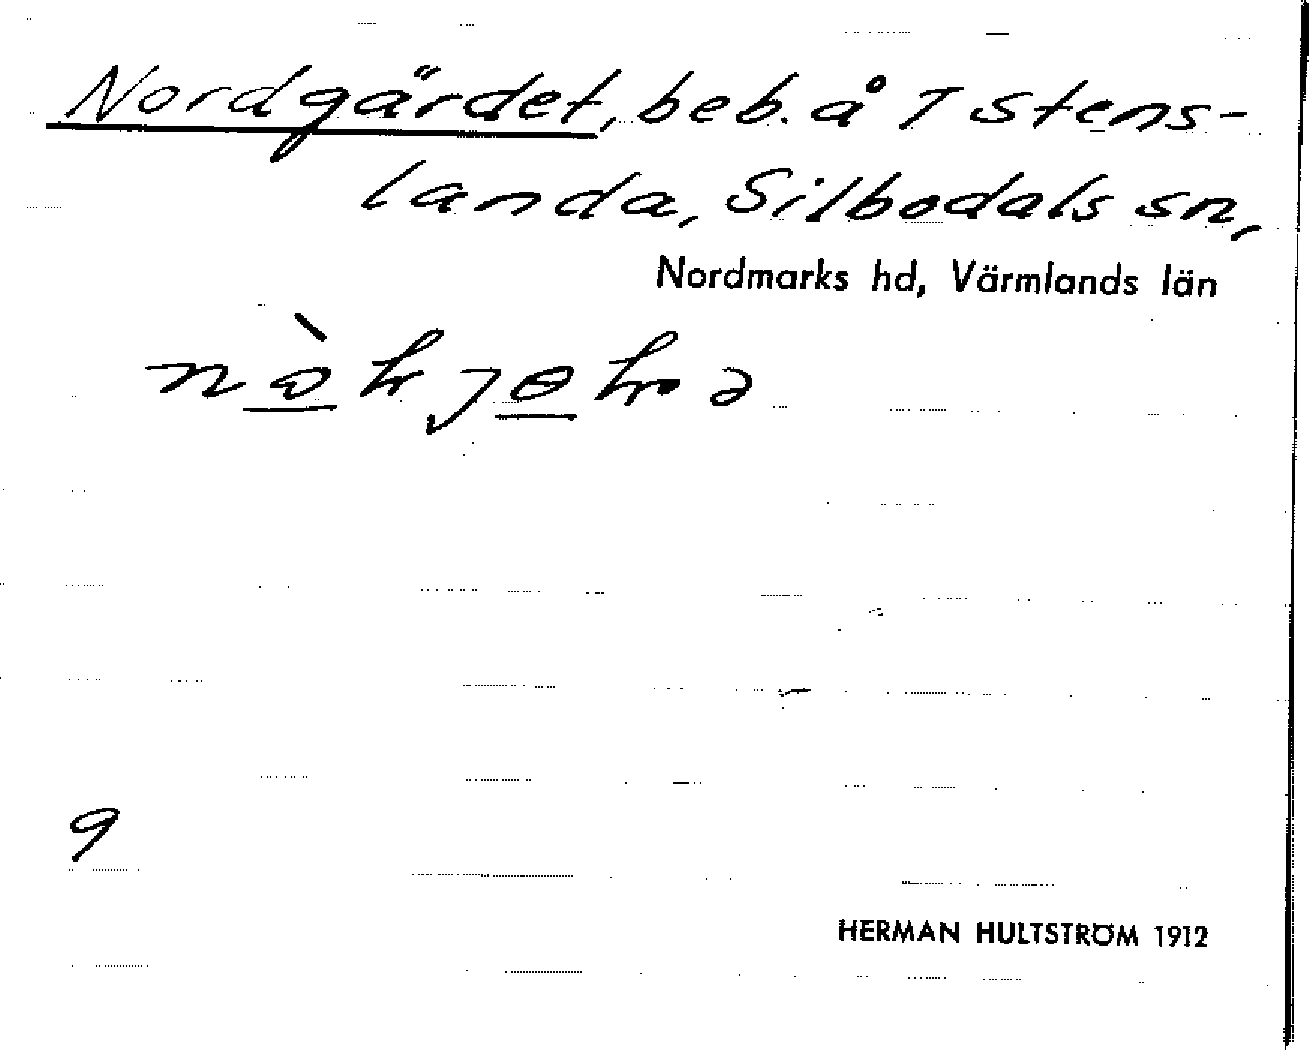 Nordgärdet, beb. å T Stens-
landa, Silbodals sn,
Nordmarks hd, Värmlands län
9
HERMAN HULTSTRÖM 1912